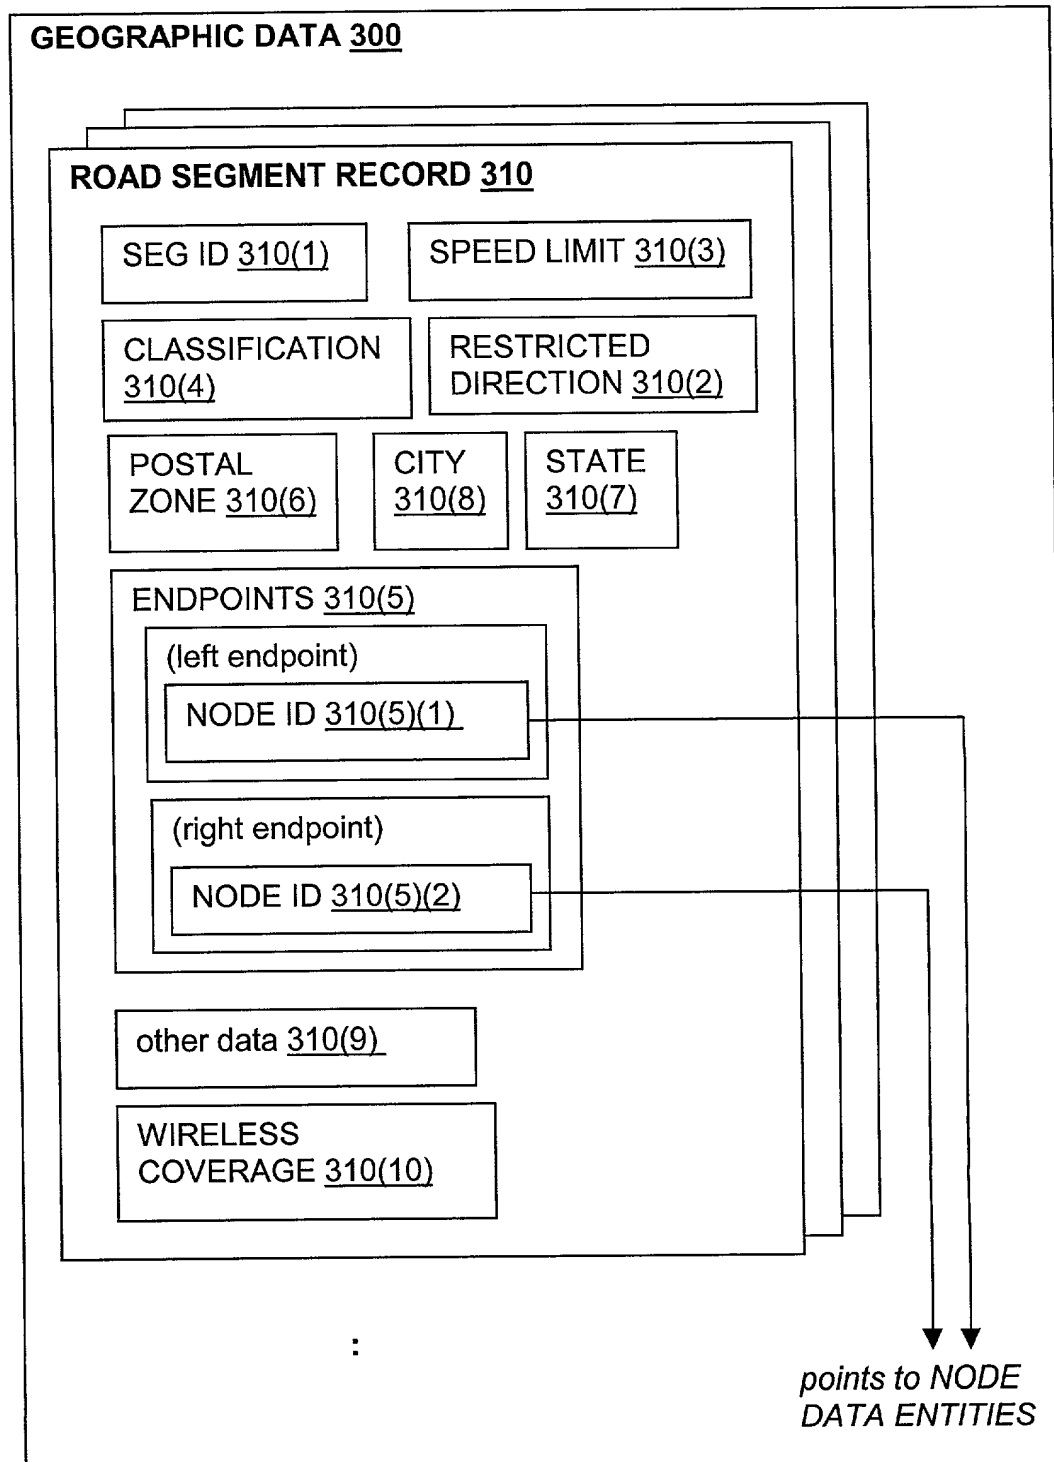 GEOGRAPHIC DATA 300
ROAD SEGMENT RECORD 310
SEG ID 310(1)
SPEED LIMIT 310(3)
CLASSIFICATION
310(4)
RESTRICTED
DIRECTION 310(2)
POSTAL
ZONE 310(6)
CITY
310(8)
STATE
310(7)
ENDPOINTS 310(5)
(left endpoint)
NODE ID 310(5)(1)
(right endpoint)
NODE ID 310(5)(2)
other data 310(9)
WIRELESS
COVERAGE 310(10)
:
points to NODE
DATA ENTITIES